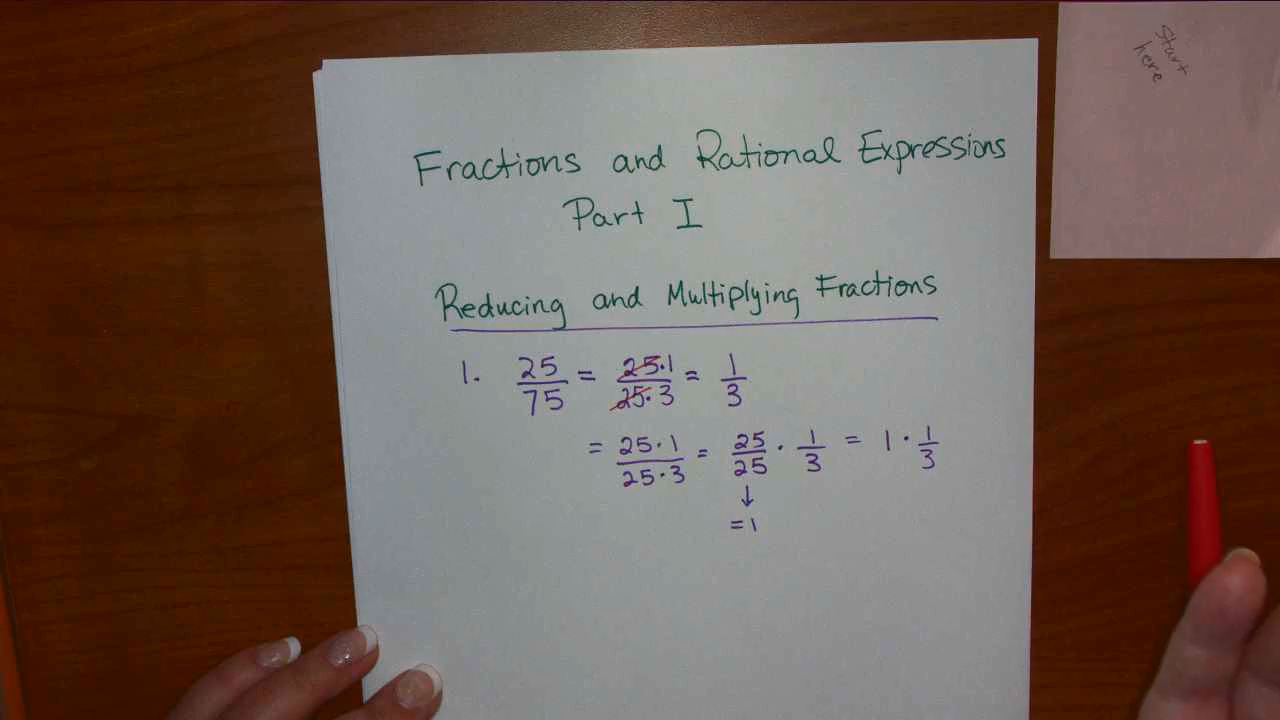 Start
here
Fractions and Rational Expressions
Part I
Reducing and Multiplying Fractions
1. 25/75 = 25·1/25·3 = 1/3
= 25·1/25·3 = 25/25 · 1/3 = 1 · 1/3
↓
=1